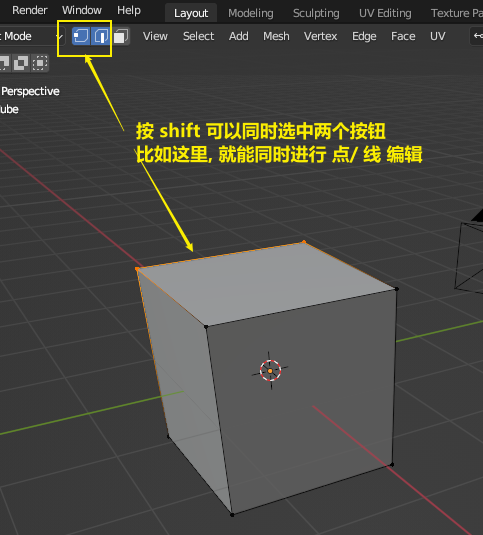 Render Window Layout Modeling Sculpting UV Editing Texture Pa
t Mode View Select Add Mesh Vertex Edge Face UV
Perspective
ube
按 shift 可以同时选中两个按钮
比如这里, 就能同时进行 点/ 线 编辑